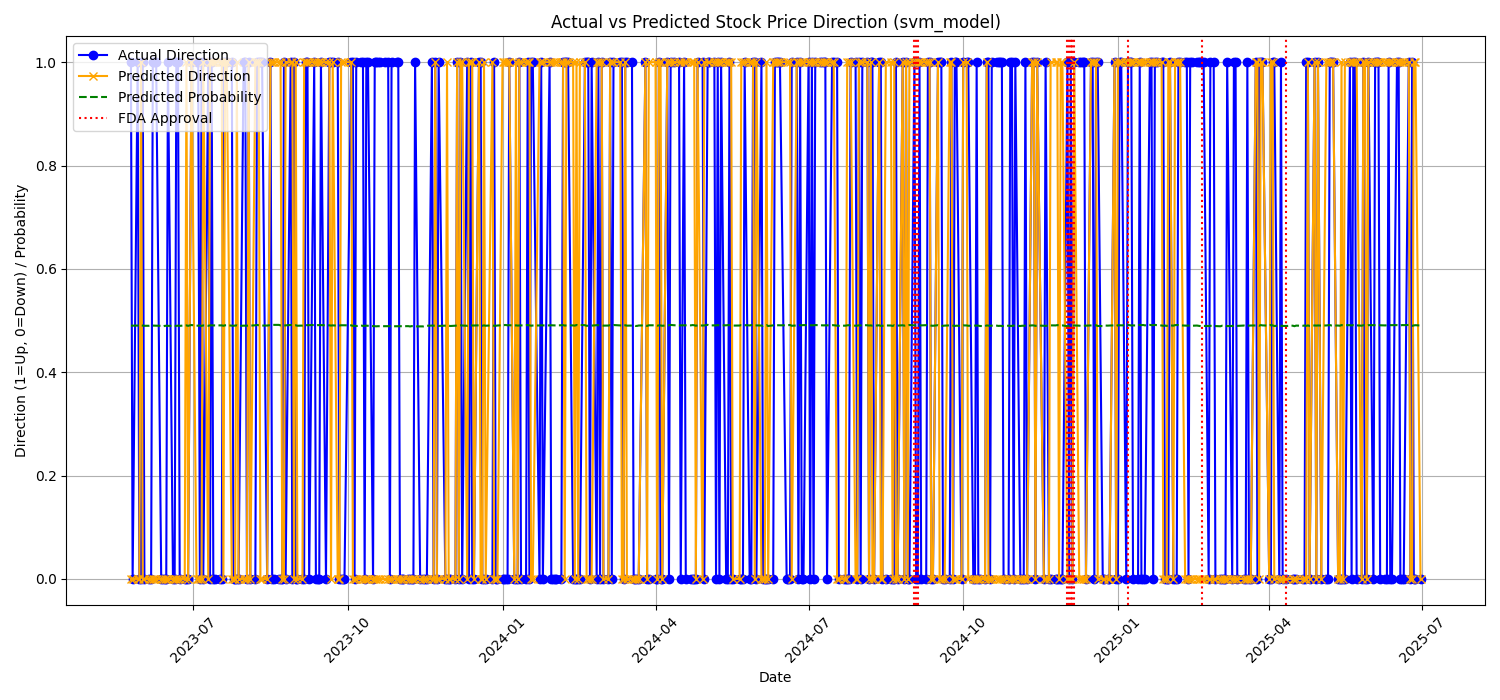 Actual vs Predicted Stock Price Direction (svm_model)
Actual Direction
Predicted Direction
Predicted Probability
FDA Approval
Direction (1=Up, 0=Down) / Probability
1.0
0.8
0.6
0.4
0.2
0.0
2023-07
2023-10
2024-01
2024-04
2024-07
2024-10
2025-01
2025-04
2025-07
Date